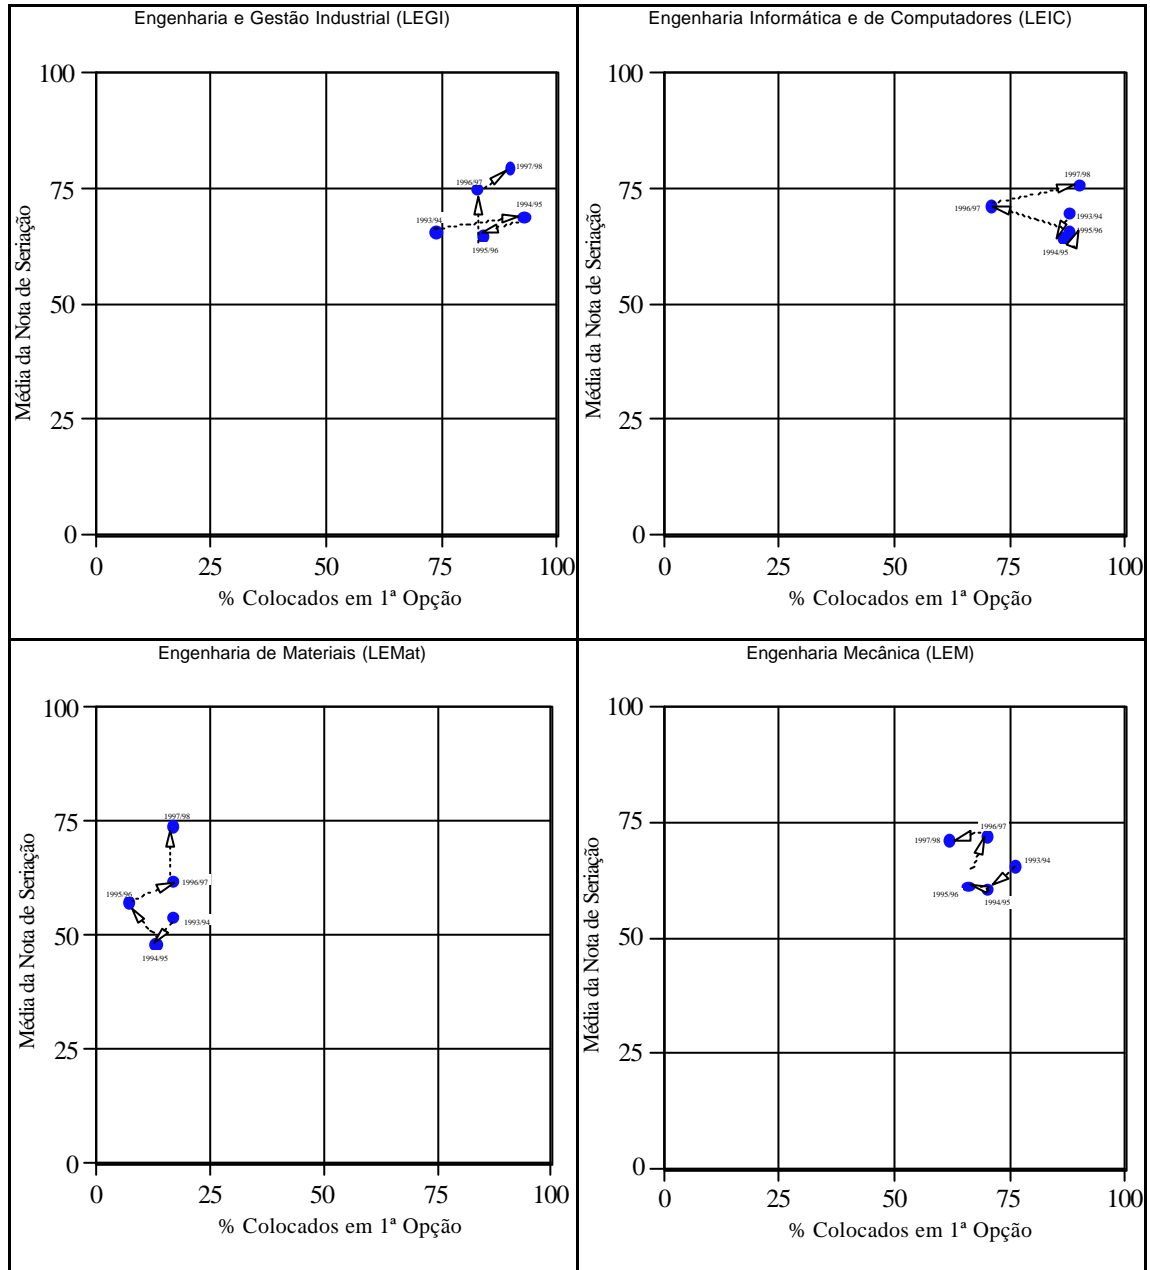 Engenharia e Gestão Industrial (LEGI)
100
75
50
25
0
Média da Nota de Seriação
1997/98
1996/97
1994/95
1993/94
1995/96
0 25 50 75 100
% Colocados em 1ª Opção
Engenharia Informática e de Computadores (LEIC)
100
75
50
25
0
Média da Nota de Seriação
1997/98
1996/97
1993/94
1995/96
1994/95
0 25 50 75 100
% Colocados em 1ª Opção
Engenharia de Materiais (LEMat)
100
75
50
25
0
Média da Nota de Seriação
1997/98
1996/97
1995/96
1993/94
1994/95
0 25 50 75 100
% Colocados em 1ª Opção
Engenharia Mecânica (LEM)
100
75
50
25
0
Média da Nota de Seriação
1996/97
1997/98
1993/94
1995/96
1994/95
0 25 50 75 100
% Colocados em 1ª Opção